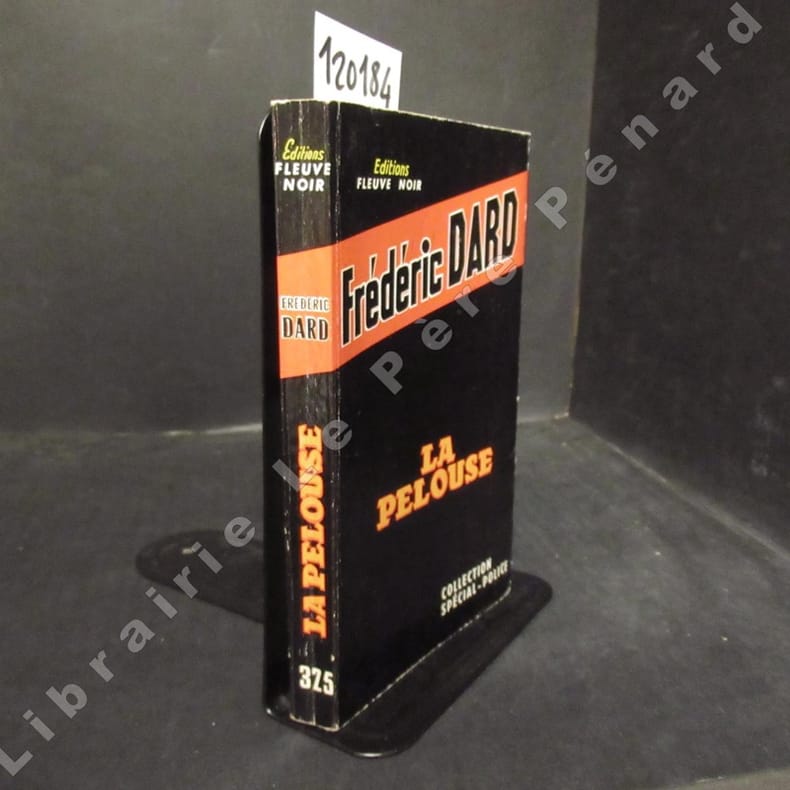 120184
Editions
FLEUVE
NOIR
FRÉDÉRIC
DARD
LA PELOUSE
325
Editions
FLEUVE NOIR
Frédéric DARD
LA
PELOUSE
COLLECTION
SPÉCIAL-POLICE
Librairie le Père Pénard